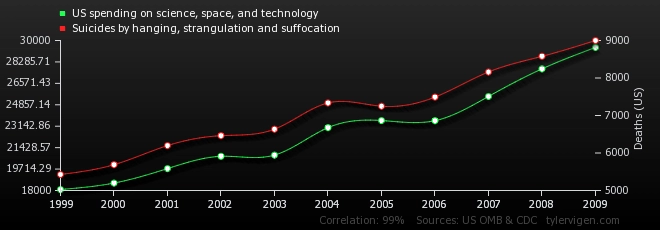 US spending on science, space, and technology
Suicides by hanging, strangulation and suffocation
30000
28285.71
26571.43
24857.14
23142.86
21428.57
19714.29
18000
9000
8000
7000
6000
5000
Deaths (US)
1999 2000 2001 2002 2003 2004 2005 2006 2007 2008 2009
Correlation: 99% Sources: US OMB & CDC tylervigen.com